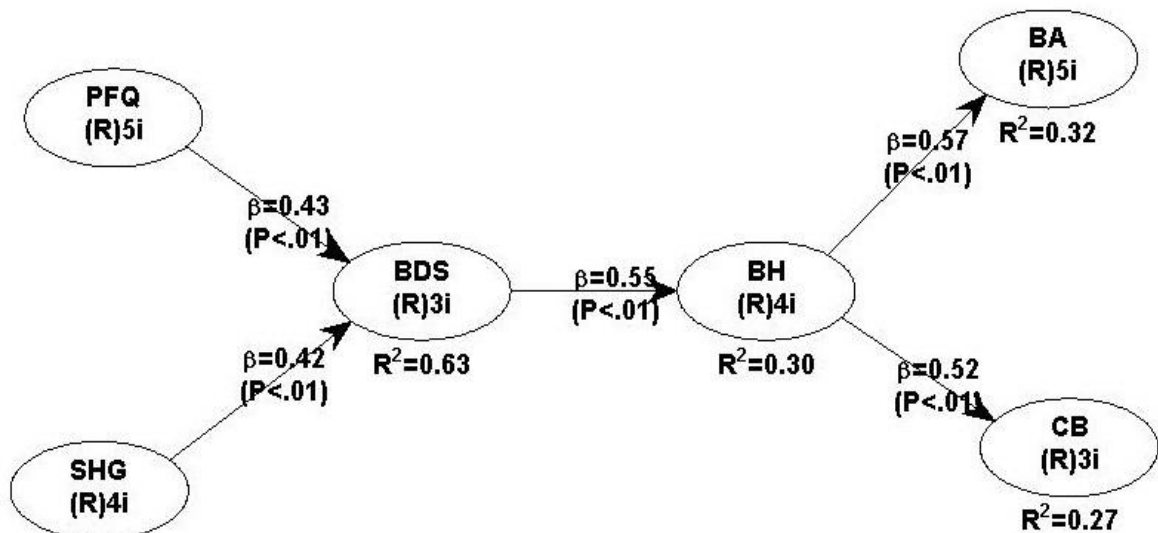 PFQ
(R)5i
β=0.43
(P<.01)
SHG
(R)4i
β=0.42
(P<.01)
BDS
(R)3i
R²=0.63
β=0.55
(P<.01)
BH
(R)4i
R²=0.30
β=0.57
(P<.01)
BA
(R)5i
R²=0.32
β=0.52
(P<.01)
CB
(R)3i
R²=0.27